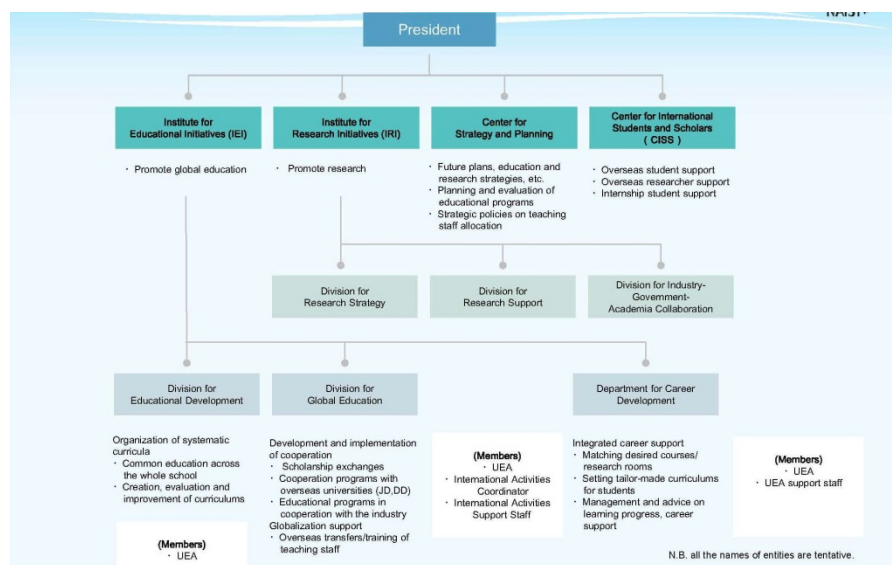 NAIST
President
Institute for
Educational Initiatives (IEI)
Institute for
Research Initiatives (IRI)
Center for
Strategy and Planning
Center for International
Students and Scholars
( CISS )
・ Promote global education
・ Promote research
・ Future plans, education and
research strategies, etc.
・ Planning and evaluation of
educational programs
・ Strategic policies on teaching
staff allocation
・ Overseas student support
・ Overseas researcher support
・ Internship student support
Division for
Research Strategy
Division for
Research Support
Division for Industry-
Government-
Academia Collaboration
Division for
Educational Development
Division for
Global Education
Department for Career
Development
Organization of systematic
curricula
・ Common education across
the whole school
・ Creation, evaluation and
improvement of curriculums
(Members)
・ UEA
Development and implementation
of cooperation
・ Scholarship exchanges
・ Cooperation programs with
overseas universities (JD,DD)
・ Educational programs in
cooperation with the industry
Globalization support
・ Overseas transfers/training of
teaching staff
(Members)
・ UEA
・ International Activities
Coordinator
・ International Activities
Support Staff
Integrated career support
・ Matching desired courses/
research rooms
・ Setting tailor-made curriculums
for students
・ Management and advice on
learning progress, career
support
(Members)
・ UEA
・ UEA support staff
N.B. all the names of entities are tentative.